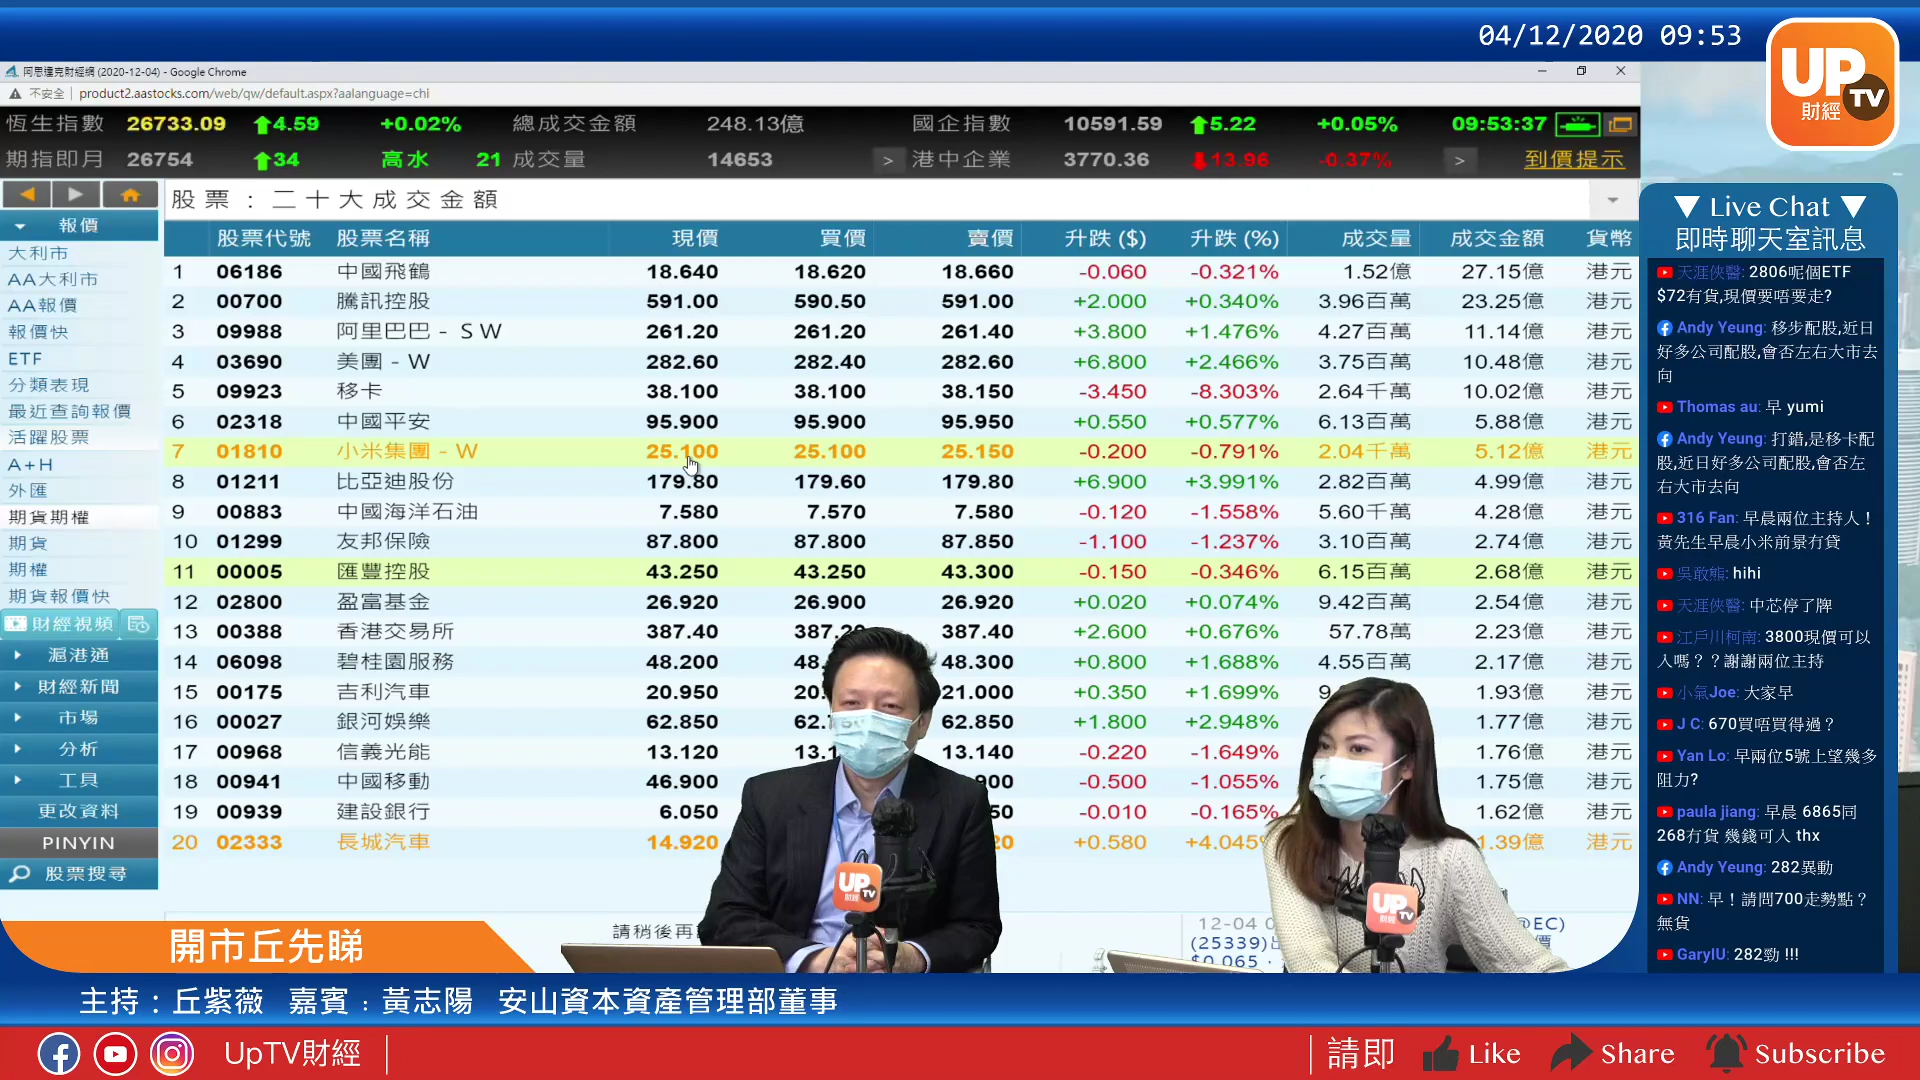 04/12/2020 09:53
UP
財經 TV
阿思達克財經網 (2020-12-04) - Google Chrome
不安全 | product2.aastocks.com/web/qw/default.aspx?aalanguage=chi
恆生指數 26733.09 4.59 +0.02% 總成交金額 248.13億 國企指數 10591.59 5.22 +0.05% 09:53:37
期指即月 26754 34 高水 21 成交量 14653 > 港中企業 3770.36 13.96 -0.37% > 到價提示
股票：二十大成交金額
報價
大利市
AA大利市
AA報價
報價快
ETF
分類表現
最近查詢報價
活躍股票
A+H
外匯
期貨期權
期貨
期權
期貨報價快
財經視頻
滬港通
財經新聞
市場
分析
工具
更改資料
PINYIN
股票搜尋
股票代號 股票名稱 現價 買價 賣價 升跌 ($) 升跌 (%) 成交量 成交金額 貨幣
1 06186 中國飛鶴 18.640 18.620 18.660 -0.060 -0.321% 1.52億 27.15億 港元
2 00700 騰訊控股 591.00 590.50 591.00 +2.000 +0.340% 3.96百萬 23.25億 港元
3 09988 阿里巴巴－ＳＷ 261.20 261.20 261.40 +3.800 +1.476% 4.27百萬 11.14億 港元
4 03690 美團－W 282.60 282.40 282.60 +6.800 +2.466% 3.75百萬 10.48億 港元
5 09923 移卡 38.100 38.100 38.150 -3.450 -8.303% 2.64千萬 10.02億 港元
6 02318 中國平安 95.900 95.900 95.950 +0.550 +0.577% 6.13百萬 5.88億 港元
7 01810 小米集團－W 25.100 25.100 25.150 -0.200 -0.791% 2.04千萬 5.12億 港元
8 01211 比亞迪股份 179.80 179.60 179.80 +6.900 +3.991% 2.82百萬 4.99億 港元
9 00883 中國海洋石油 7.580 7.570 7.580 -0.120 -1.558% 5.60千萬 4.28億 港元
10 01299 友邦保險 87.800 87.800 87.850 -1.100 -1.237% 3.10百萬 2.74億 港元
11 00005 匯豐控股 43.250 43.250 43.300 -0.150 -0.346% 6.15百萬 2.68億 港元
12 02800 盈富基金 26.920 26.900 26.920 +0.020 +0.074% 9.42百萬 2.54億 港元
13 00388 香港交易所 387.40 387.20 387.40 +2.600 +0.676% 57.78萬 2.23億 港元
14 06098 碧桂園服務 48.200 48. 48.300 +0.800 +1.688% 4.55百萬 2.17億 港元
15 00175 吉利汽車 20.950 20. 21.000 +0.350 +1.699% 9. 1.93億 港元
16 00027 銀河娛樂 62.850 62. 62.850 +1.800 +2.948% 1.77億 港元
17 00968 信義光能 13.120 13.1 13.140 -0.220 -1.649% 1.76億 港元
18 00941 中國移動 46.900 900 -0.500 -1.055% 1.75億 港元
19 00939 建設銀行 6.050 50 -0.010 -0.165% 1.62億 港元
20 02333 長城汽車 14.920 20 +0.580 +4.045% 1.39億 港元
請稍後再
12-04 0
(25339)
$0.065
EC)
價
▼ Live Chat ▼
即時聊天室訊息
天涯俠醫: 2806呢個ETF
$72有貨,現價要唔要走?
Andy Yeung: 移步配股,近日
好多公司配股,會否左右大市去
向
Thomas au: 早 yumi
Andy Yeung: 打錯,是移卡配
股,近日好多公司配股,會否左
右大市去向
316 Fan: 早晨兩位主持人！
黃先生早晨小米前景冇貸
吳敢熊: hihi
天涯俠醫: 中芯停了牌
江戶川柯南: 3800現價可以
入嗎？？謝謝兩位主持
小氣Joe: 大家早
J C: 670買唔買得過？
Yan Lo: 早兩位5號上望幾多
阻力?
paula jiang: 早晨 6865同
268冇貨 幾錢可入 thx
Andy Yeung: 282異動
NN: 早！請問700走勢點？
無貨
GarylU: 282勁 !!!
UP
財經 TV
UP
財經 TV
開市丘先睇
主持：丘紫薇 嘉賓：黃志陽 安山資本資產管理部董事
UpTV財經
請即 Like Share Subscribe